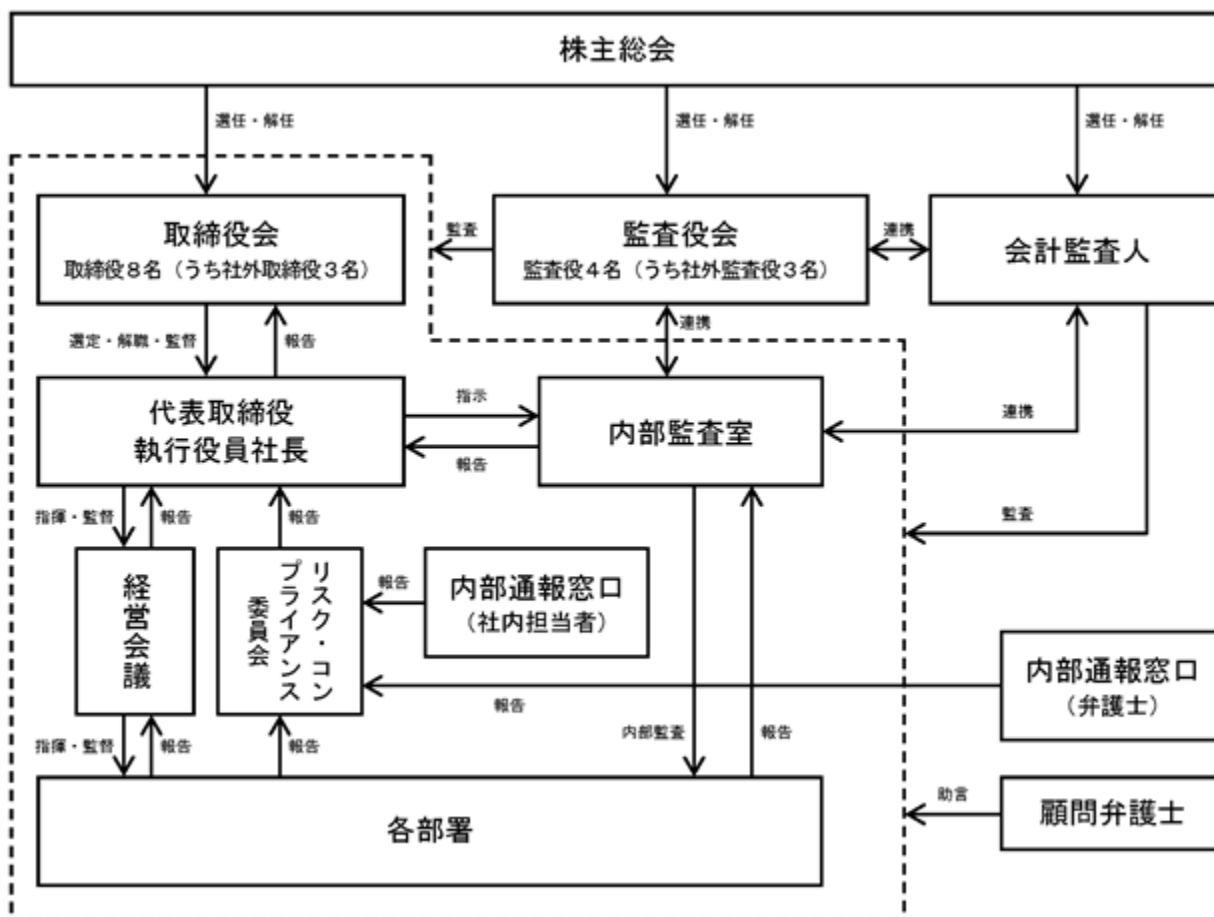 株主総会
選任・解任
選任・解任
選任・解任
取締役会
取締役8名（うち社外取締役3名）
監査
監査役会
監査役4名（うち社外監査役3名）
連携
会計監査人
選定・解職・監督
報告
連携
代表取締役
執行役員社長
指示
報告
内部監査室
連携
監査
指揮・監督
報告
報告
経営会議
リスク・コン
プライアンス
委員会
報告
内部通報窓口
（社内担当者）
内部通報窓口
（弁護士）
報告
指揮・監督
報告
報告
内部監査
報告
各部署
助言
顧問弁護士